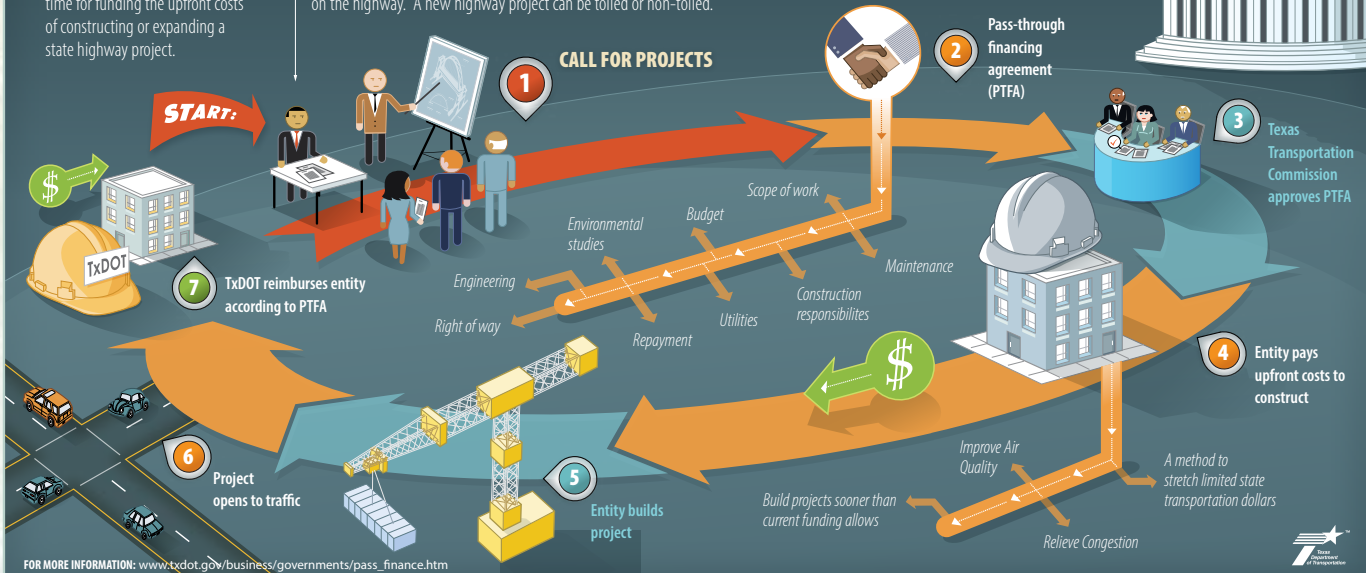 time for funding the upfront costs
of constructing or expanding a
state highway project.
on the highway. A new highway project can be tolled or non-tolled.
START:
1
CALL FOR PROJECTS
2
Pass-through
financing
agreement
(PTFA)
3
Texas
Transportation
Commission
approves PTFA
Scope of work
Budget
Environmental
studies
Engineering
Right of way
Maintenance
Construction
responsibilites
Utilities
Repayment
$
4
Entity pays
upfront costs to
construct
Improve Air
Quality
A method to
stretch limited state
transportation dollars
Build projects sooner than
current funding allows
Relieve Congestion
5
Entity builds
project
6
Project
opens to traffic
$
TxDOT
7
TxDOT reimburses entity
according to PTFA
FOR MORE INFORMATION: www.txdot.gov/business/governments/pass_finance.htm
Texas
Department
of Transportation
TM